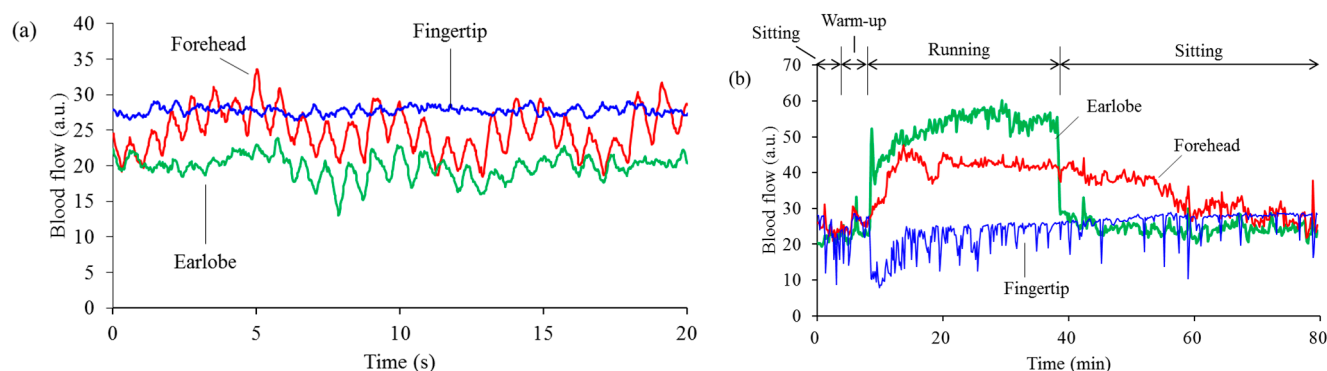 (a)
Blood flow (a.u.)
40
35
30
25
20
15
10
5
0
Forehead
Fingertip
Earlobe
0 5 10 15 20
Time (s)
(b)
Sitting
Warm-up
Running
Sitting
Blood flow (a.u.)
70
60
50
40
30
20
10
0
Earlobe
Forehead
Fingertip
0 20 40 60 80
Time (min)